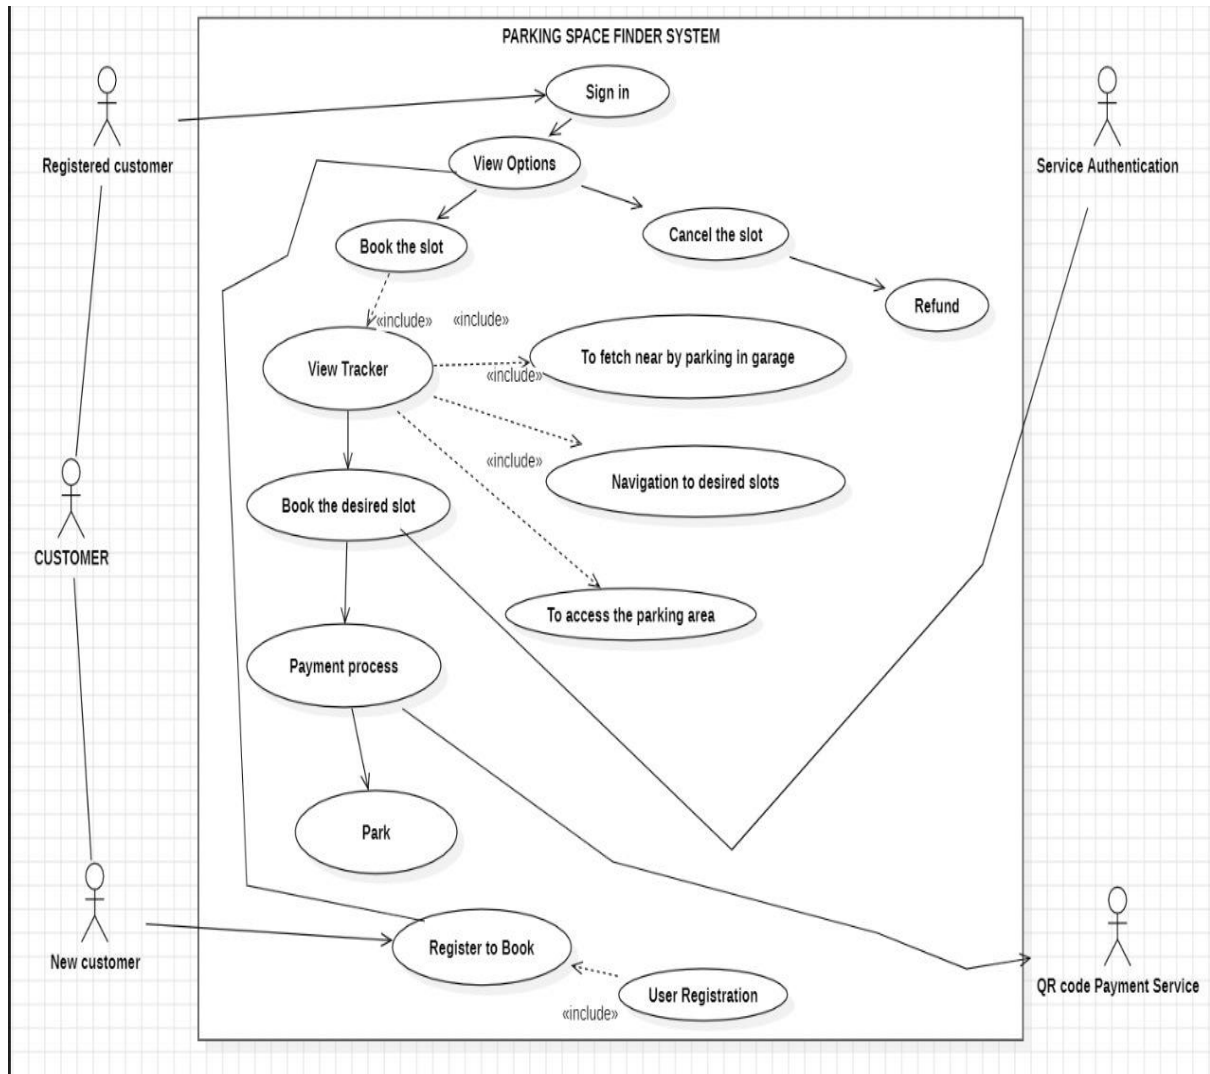 PARKING SPACE FINDER SYSTEM
Sign in
Registered customer
Service Authentication
View Options
Book the slot
Cancel the slot
Refund
«include»
«include»
To fetch near by parking in garage
View Tracker
«include»
«include»
Navigation to desired slots
Book the desired slot
CUSTOMER
To access the parking area
Payment process
Park
Register to Book
New customer
User Registration
QR code Payment Service
«include»